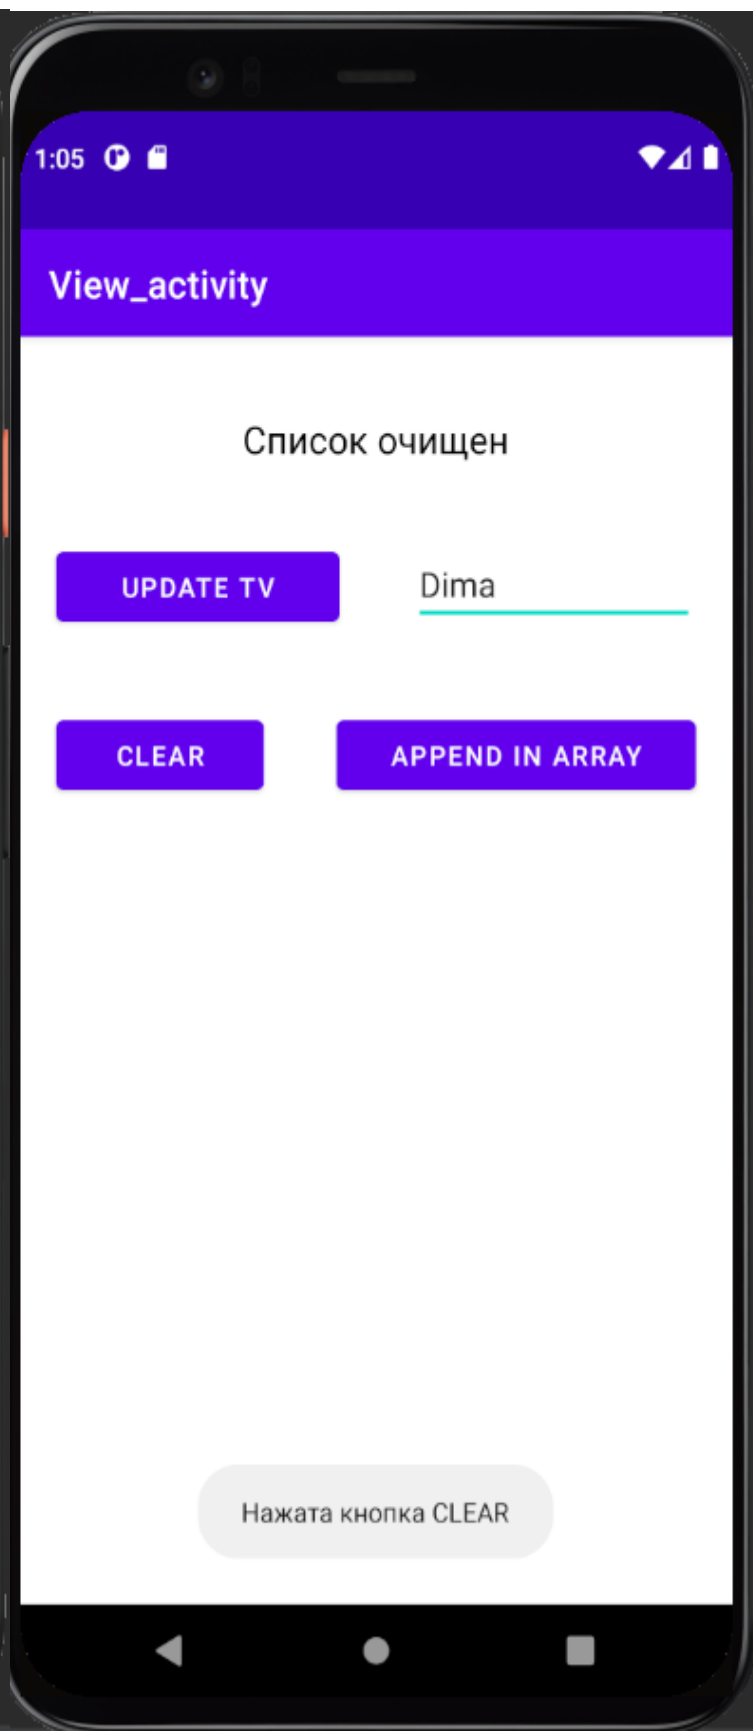 1:05
View_activity
Список очищен
UPDATE TV
Dima
CLEAR
APPEND IN ARRAY
Нажата кнопка CLEAR